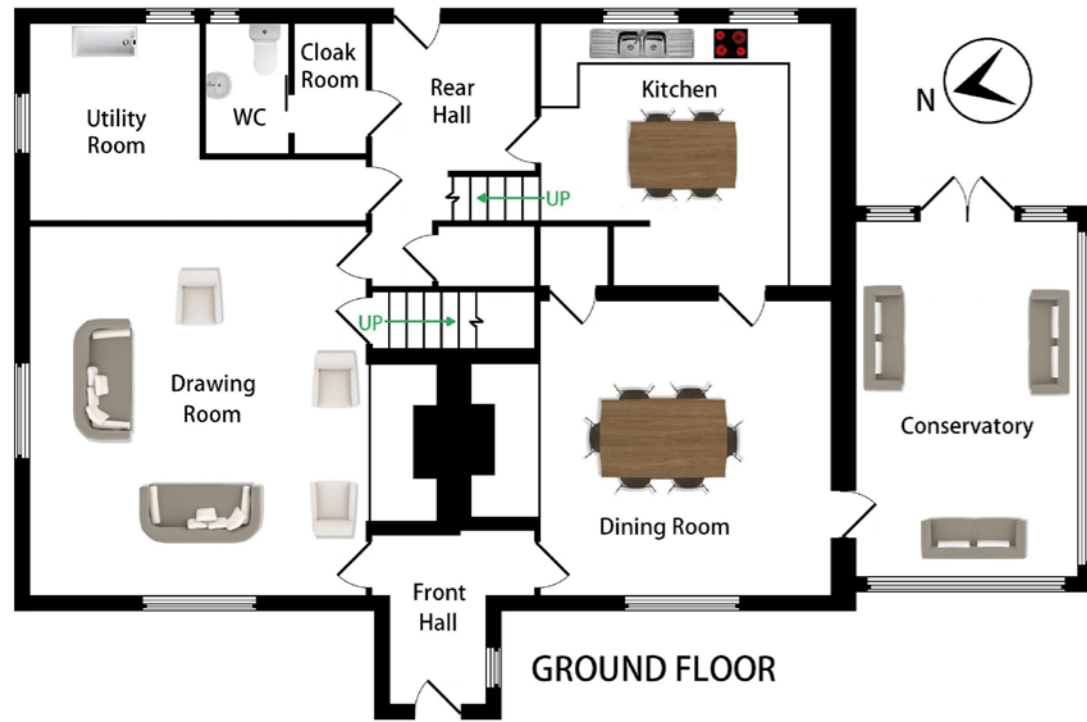 Cloak
Room
Rear
Hall
Kitchen
N
Utility
Room
WC
UP
UP
Drawing
Room
Conservatory
Dining Room
Front
Hall
GROUND FLOOR